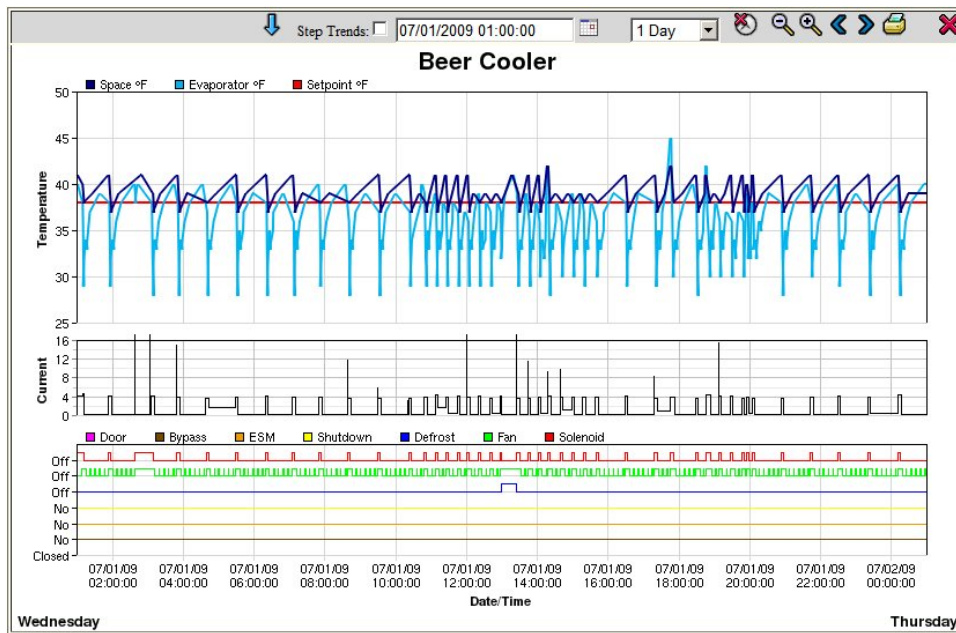 Step Trends: 07/01/2009 01:00:00 1 Day
Beer Cooler
Space ºF Evaporator ºF Setpoint ºF
50
45
40
35
30
25
Temperature
16
12
8
4
0
Current
Door Bypass ESM Shutdown Defrost Fan Solenoid
Off
Off
Off
No
No
No
Closed
07/01/09 07/01/09 07/01/09 07/01/09 07/01/09 07/01/09 07/01/09 07/01/09 07/01/09 07/01/09 07/01/09 07/02/09
02:00:00 04:00:00 06:00:00 08:00:00 10:00:00 12:00:00 14:00:00 16:00:00 18:00:00 20:00:00 22:00:00 00:00:00
Date/Time
Wednesday Thursday